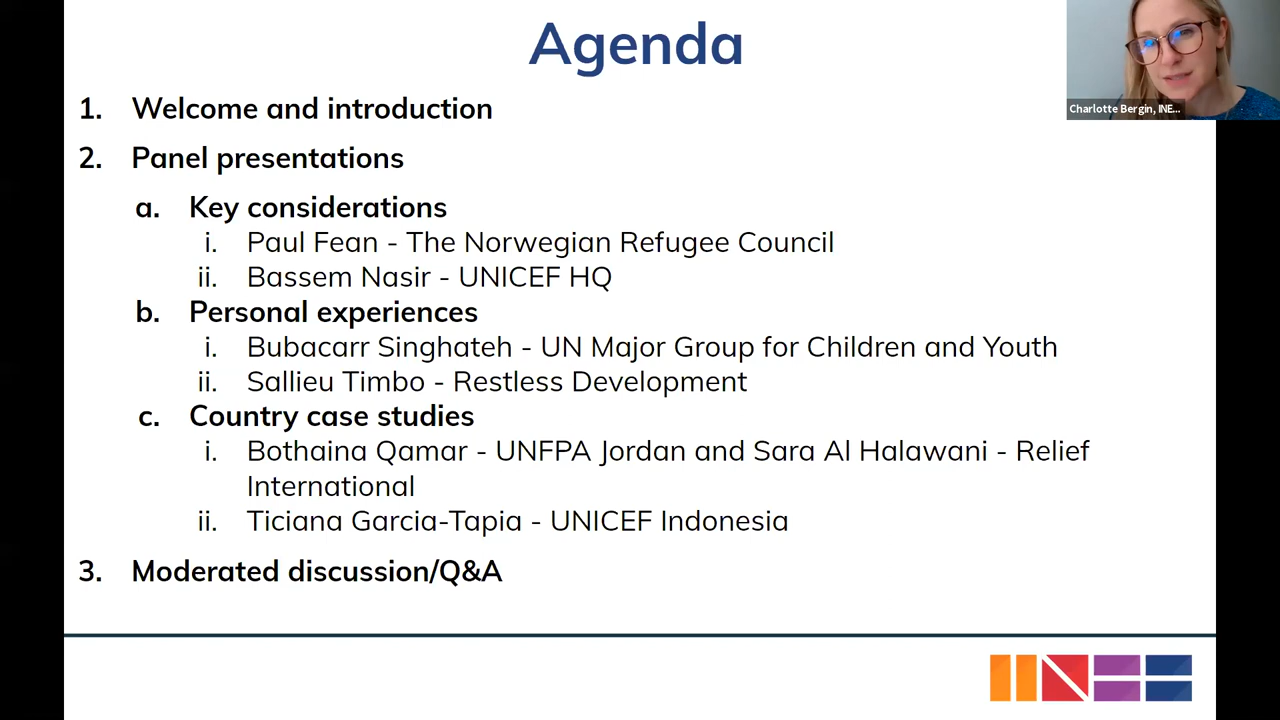 Agenda
Charlotte Bergin, INE...
1. Welcome and introduction
2. Panel presentations
a. Key considerations
i. Paul Fean - The Norwegian Refugee Council
ii. Bassem Nasir - UNICEF HQ
b. Personal experiences
i. Bubacarr Singhateh - UN Major Group for Children and Youth
ii. Sallieu Timbo - Restless Development
c. Country case studies
i. Bothaina Qamar - UNFPA Jordan and Sara Al Halawani - Relief
International
ii. Ticiana Garcia-Tapia - UNICEF Indonesia
3. Moderated discussion/Q&A
INEE